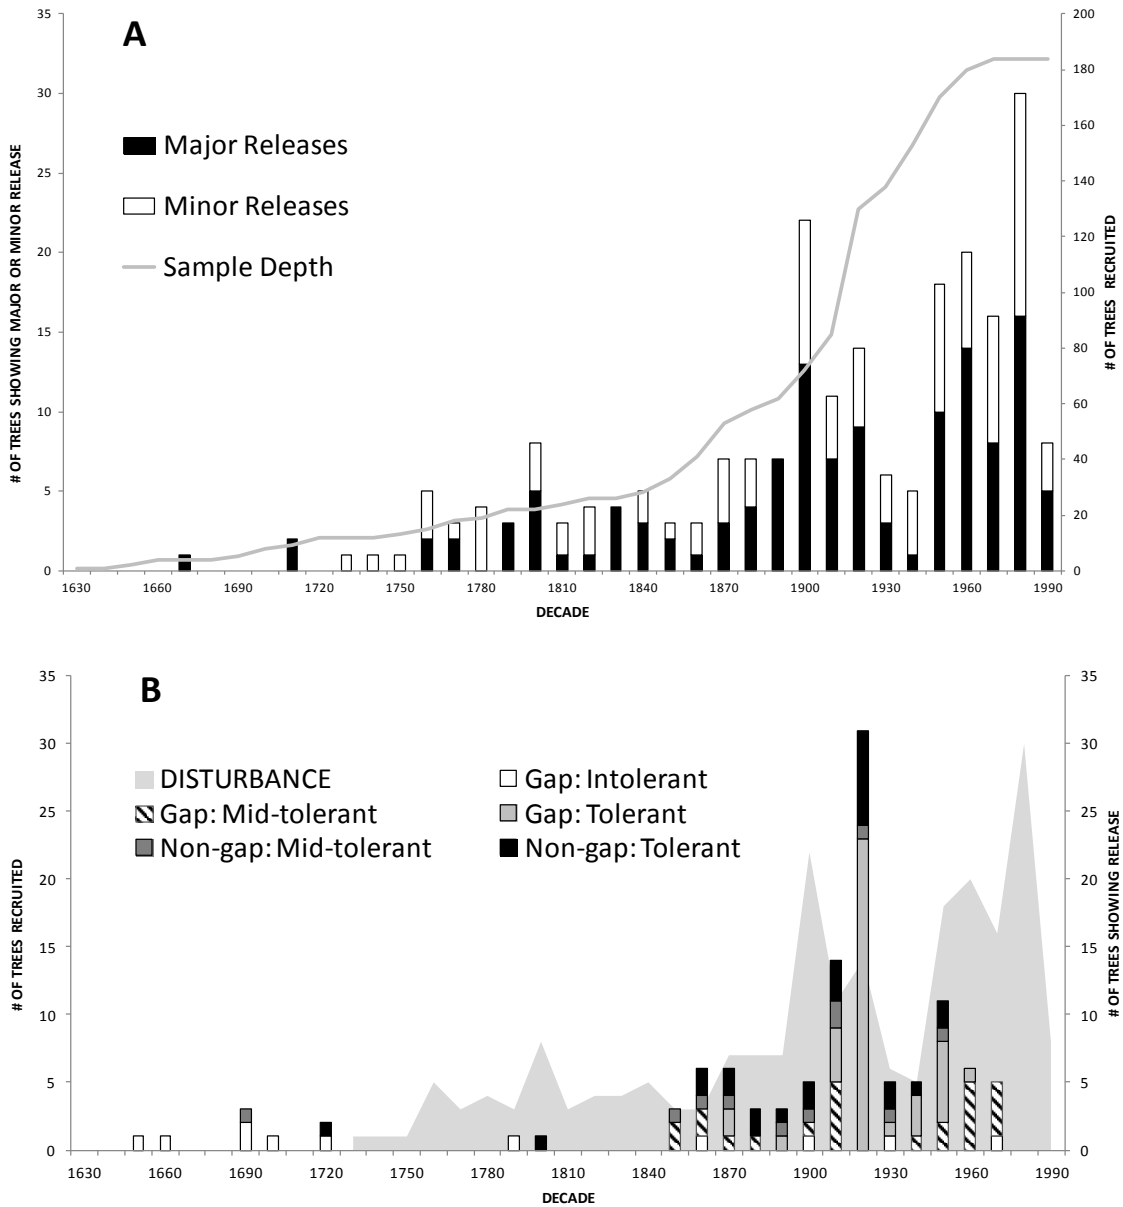 A
35
30
25
20
15
10
5
0
200
180
160
140
120
100
80
60
40
20
0
# OF TREES SHOWING MAJOR OR MINOR RELEASE
# OF TREES RECRUITED
Major Releases
Minor Releases
Sample Depth
1630 1660 1690 1720 1750 1780 1810 1840 1870 1900 1930 1960 1990
DECADE
B
35
30
25
20
15
10
5
0
35
30
25
20
15
10
5
0
# OF TREES RECRUITED
# OF TREES SHOWING RELEASE
DISTURBANCE Gap: Intolerant
Gap: Mid-tolerant Gap: Tolerant
Non-gap: Mid-tolerant Non-gap: Tolerant
1630 1660 1690 1720 1750 1780 1810 1840 1870 1900 1930 1960 1990
DECADE